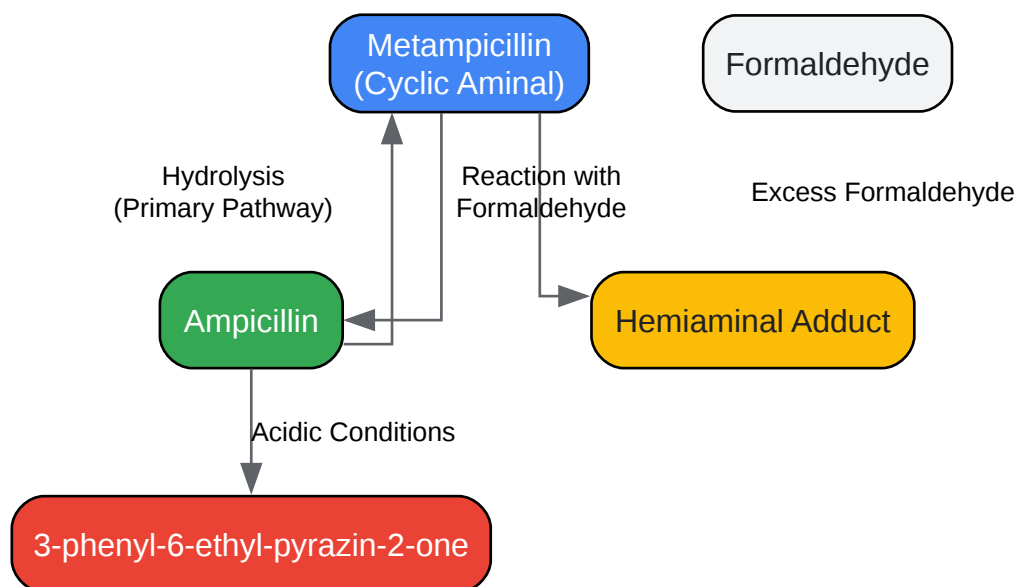 Metampicillin
(Cyclic Aminal)
Formaldehyde
Hydrolysis
(Primary Pathway)
Reaction with
Formaldehyde
Excess Formaldehyde
Ampicillin
Hemiaminal Adduct
Acidic Conditions
3-phenyl-6-ethyl-pyrazin-2-one